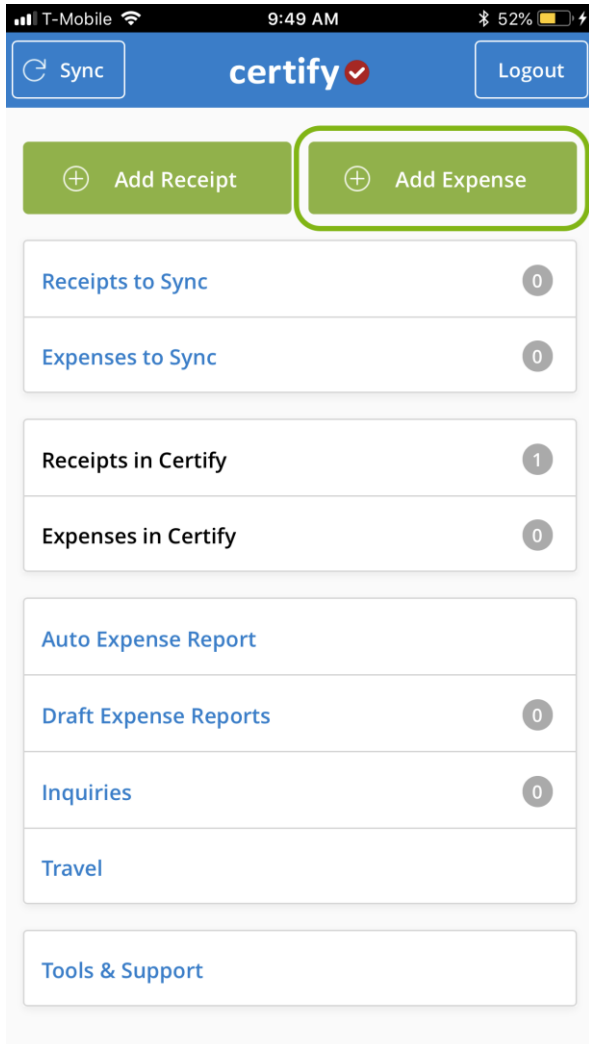 T-Mobile 9:49 AM 52%
Sync certify Logout
Add Receipt Add Expense
Receipts to Sync 0
Expenses to Sync 0
Receipts in Certify 1
Expenses in Certify 0
Auto Expense Report
Draft Expense Reports 0
Inquiries 0
Travel
Tools & Support